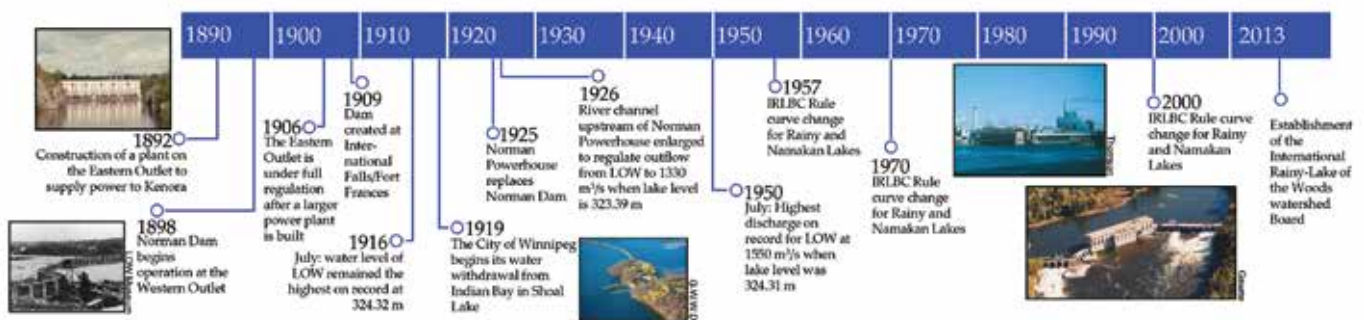 1890 1900 1910 1920 1930 1940 1950 1960 1970 1980 1990 2000 2013
1892
Construction of a plant on
the Eastern Outlet to
supply power to Kenora
1898
Norman Dam
begins
operation at the
Western Outlet
1906
The Eastern
Outlet is
under full
regulation
after a larger
power plant
is built
1909
Dam
created at
Inter-
national
Falls/Fort
Frances
1916
July: water level of
LOW remained the
highest on record at
324.32 m
1919
The City of Winnipeg
begins its water
withdrawal from
Indian Bay in Shoal
Lake
1925
Norman
Powerhouse
replaces
Norman Dam
1926
River channel
upstream of Norman
Powerhouse enlarged
to regulate outflow
from LOW to 1330
m³/s when lake level
is 323.39 m
1950
July: Highest
discharge on
record for LOW at
1550 m³/s when
lake level was
324.31 m
1957
IRLBC Rule
curve change
for Rainy and
Namakan Lakes
1970
IRLBC Rule
curve change
for Rainy and
Namakan Lakes
2000
IRLBC Rule curve
change for Rainy
and Namakan
Lakes
Establishment
of the
International
Rainy-Lake of
the Woods
watershed
Board